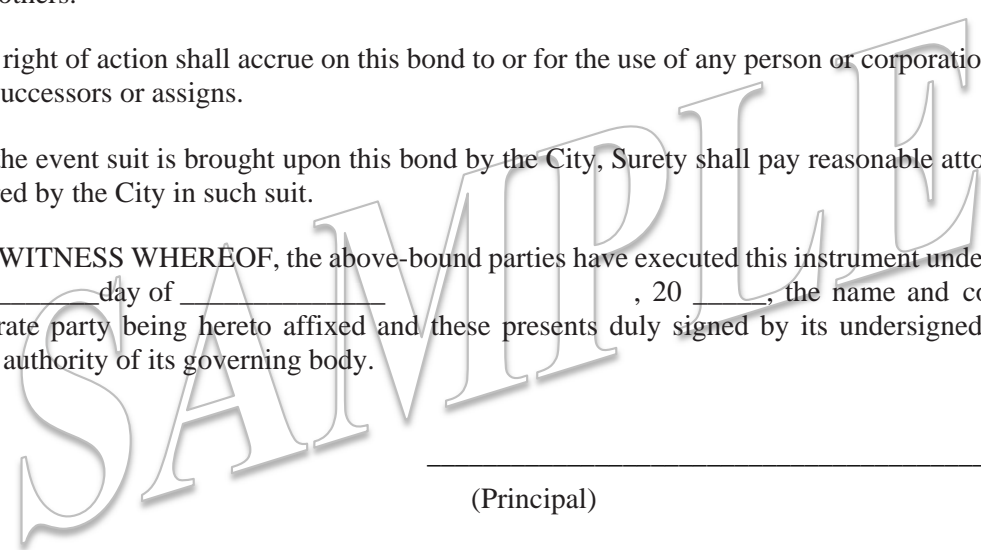 others.
right of action shall accrue on this bond to or for the use of any person or corporatio
uccessors or assigns.
he event suit is brought upon this bond by the City, Surety shall pay reasonable atto
ed by the City in such suit.
WITNESS WHEREOF, the above-bound parties have executed this instrument unde
_______day of ______________ , 20 _____, the name and co
rate party being hereto affixed and these presents duly signed by its undersigned
authority of its governing body.
(Principal)
SAMPLE